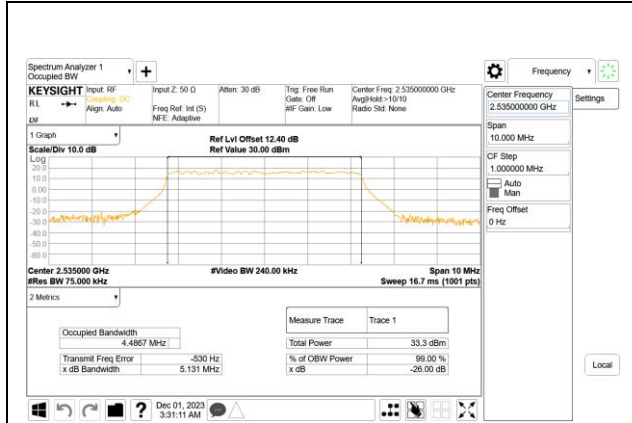 Spectrum Analyzer 1
Occupied BW
+
Frequency
KEYSIGHT
RL
Input: RF
Coupling: DC
Align: Auto
Input Z: 50 Ω
Freq Ref: Int (S)
NFE: Adaptive
Atten: 30 dB
Trig: Free Run
Gate: Off
#IF Gain: Low
Center Freq: 2.535000000 GHz
Avg|Hold:>10/10
Radio Std: None
Center Frequency
2.535000000 GHz
Settings
Span
10.000 MHz
CF Step
1.000000 MHz
Auto
Man
Freq Offset
0 Hz
Local
1 Graph
Scale/Div 10.0 dB
Ref Lvl Offset 12.40 dB
Ref Value 30.00 dBm
Log
20.0
10.0
0.00
-10.0
-20.0
-30.0
-40.0
-50.0
-60.0
Center 2.535000 GHz
#Video BW 240.00 kHz
Span 10 MHz
#Res BW 75.000 kHz
Sweep 16.7 ms (1001 pts)
2 Metrics
Measure Trace Trace 1
Occupied Bandwidth
4.4867 MHz
Total Power 33.3 dBm
Transmit Freq Error -530 Hz
% of OBW Power 99.00 %
x dB Bandwidth 5.131 MHz
x dB -26.00 dB
?
Dec 01, 2023
3:31:11 AM